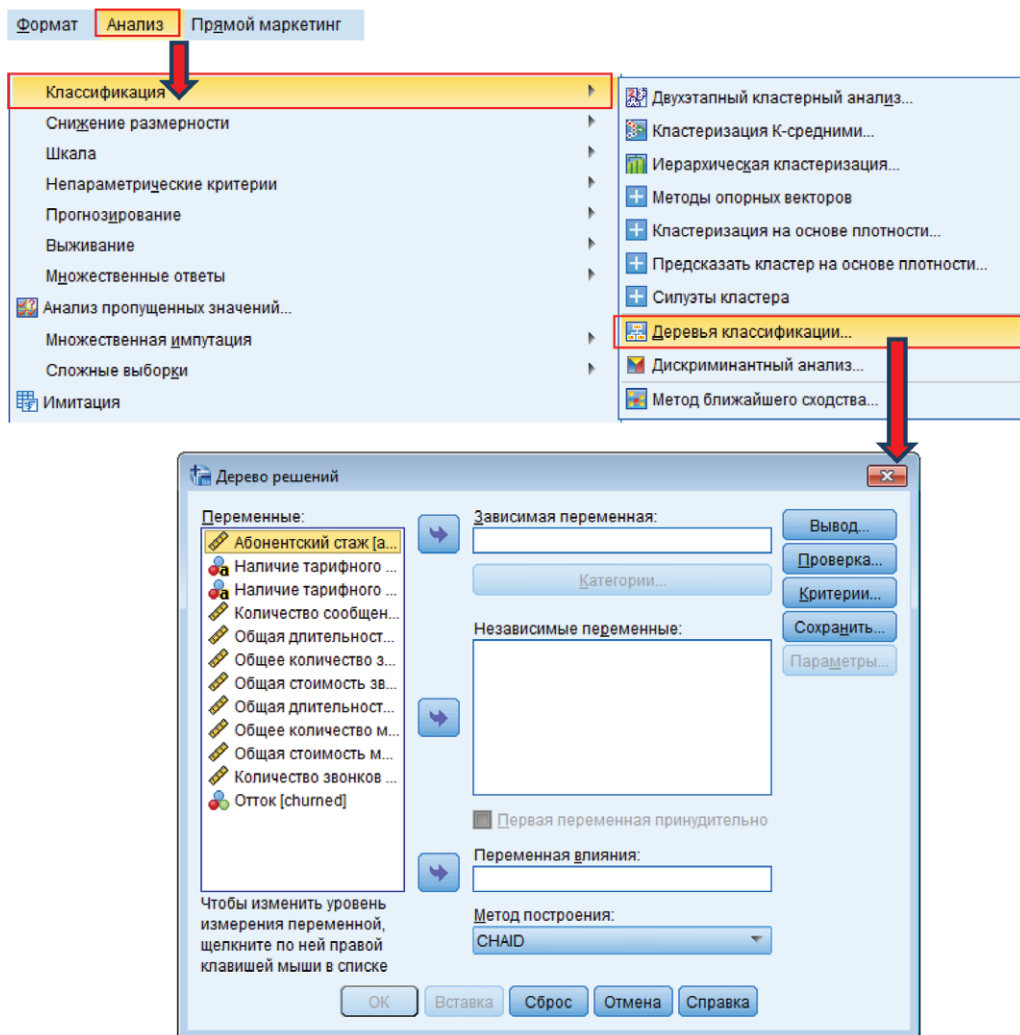 Формат Анализ Прямой маркетинг
Классификация
Снижение размерности
Шкала
Непараметрические критерии
Прогнозирование
Выживание
Множественные ответы
Анализ пропущенных значений...
Множественная импутация
Сложные выборки
Имитация
Двухэтапный кластерный анализ...
Кластеризация К-средними...
Иерархическая кластеризация...
Методы опорных векторов
Кластеризация на основе плотности...
Предсказать кластер на основе плотности...
Силуэты кластера
Деревья классификации...
Дискриминантный анализ...
Метод ближайшего сходства...
Дерево решений
Переменные:
Абонентский стаж [a...
Наличие тарифного ...
Наличие тарифного ...
Количество сообщен...
Общая длительност...
Общее количество з...
Общая стоимость зв...
Общая длительност...
Общее количество м...
Общая стоимость м...
Количество звонков ...
Отток [churned]
Чтобы изменить уровень
измерения переменной,
щелкните по ней правой
клавишей мыши в списке
Зависимая переменная:
Категории...
Независимые переменные:
Первая переменная принудительно
Переменная влияния:
Метод построения:
CHAID
Вывод...
Проверка...
Критерии...
Сохранить...
Параметры...
ОК Вставка Сброс Отмена Справка